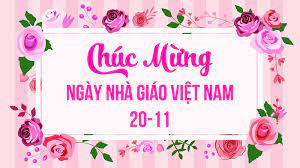 Chúc Mừng
NGÀY NHÀ GIÁO VIỆT NAM
20-11